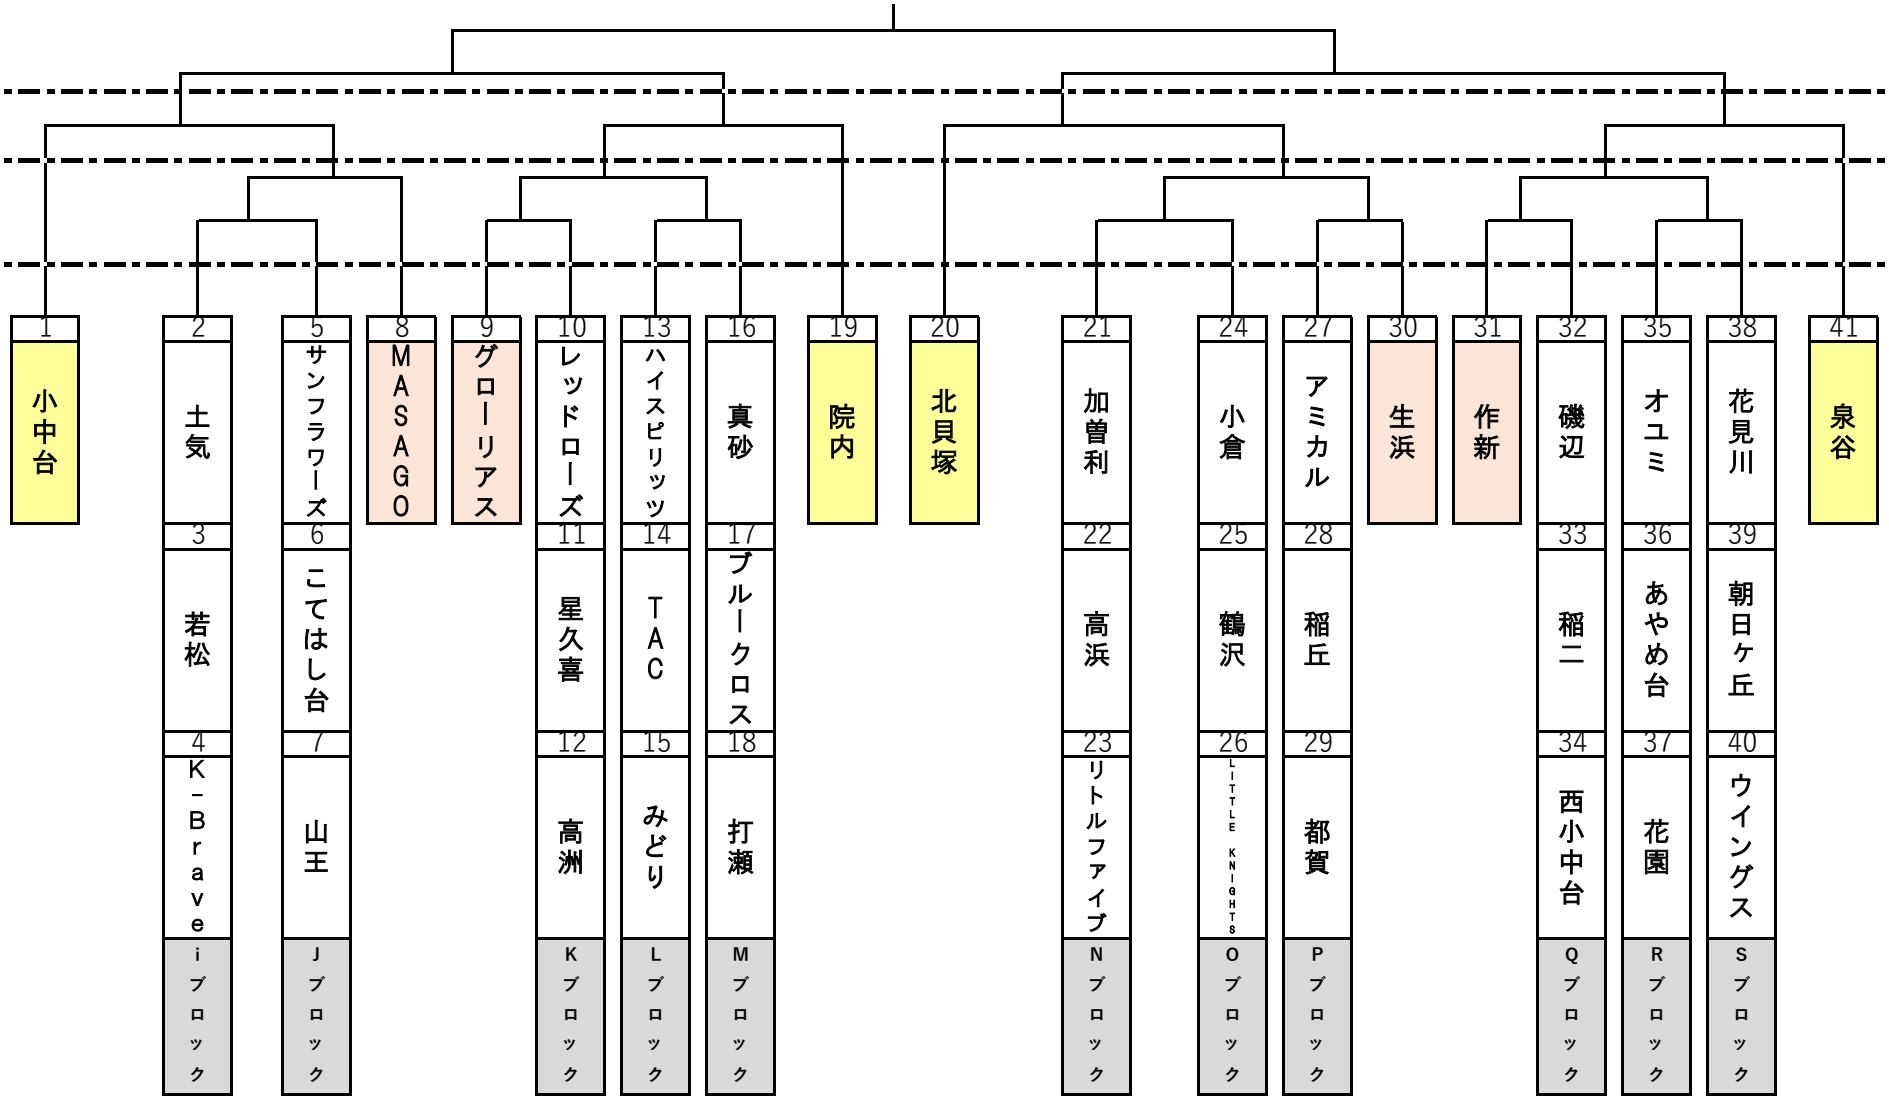 1
小中台
2
土気
3
若松
4
K-Brave
iブロック
5
サンフラワーズ
6
こてはし台
7
山王
Jブロック
8
MASAGO
9
グローリアス
10
レッドローズ
11
星久喜
12
高洲
Kブロック
13
ハイスピリッツ
14
TAC
15
みどり
Lブロック
16
真砂
17
ブルークロス
18
打瀬
Mブロック
19
院内
20
北貝塚
21
加曽利
22
高浜
23
リトルファイブ
Nブロック
24
小倉
25
鶴沢
26
LITTLE KNIGHTS
Oブロック
27
アミカル
28
稲丘
29
都賀
Pブロック
30
生浜
31
作新
32
磯辺
33
稲二
34
西小中台
Qブロック
35
オユミ
36
あやめ台
37
花園
Rブロック
38
花見川
39
朝日ヶ丘
40
ウイングス
Sブロック
41
泉谷